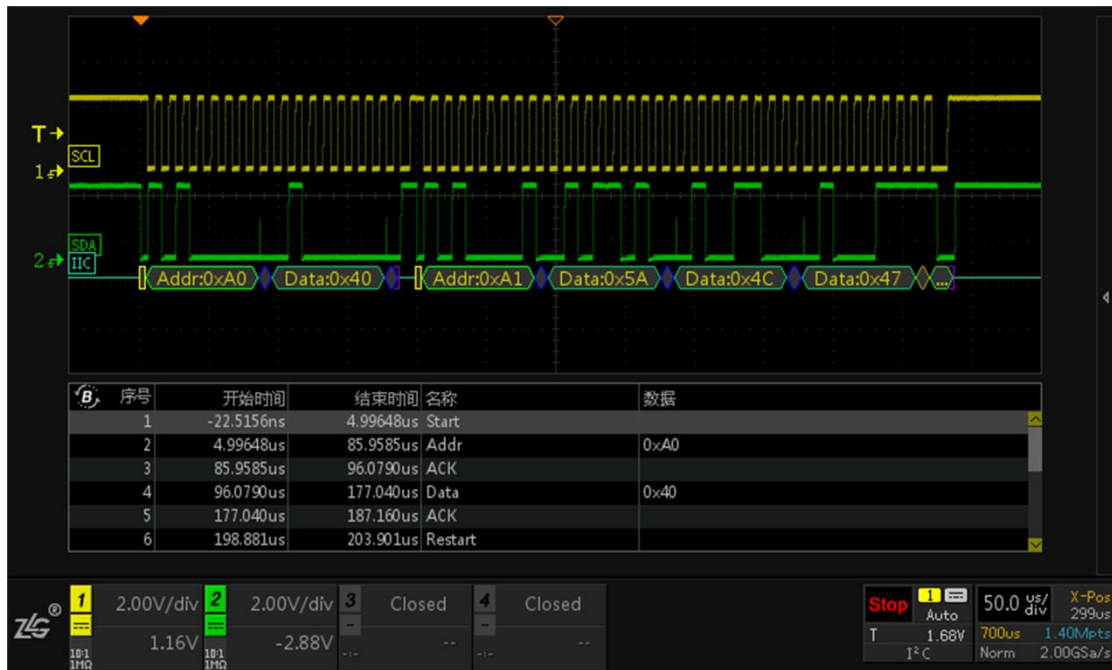 T
SCL
1
SDA
2
IIC
Addr:0xA0 Data:0x40 Addr:0xA1 Data:0x5A Data:0x4C Data:0x47 ...
B 序号 开始时间 结束时间 名称 数据
1 -22.5156ns 4.99648us Start
2 4.99648us 85.9585us Addr 0xA0
3 85.9585us 96.0790us ACK
4 96.0790us 177.040us Data 0x40
5 177.040us 187.160us ACK
6 198.881us 203.901us Restart
ZLG®
1 2.00V/div 2 2.00V/div 3 Closed 4 Closed
1.16V -2.88V -- --
10:1 10:1 -:- -:-
1MΩ 1MΩ
Stop 1 Auto 50.0 us/div X-Pos 299us
T 1.68V 700us 1.40Mpts
I²C Norm 2.00GSa/s